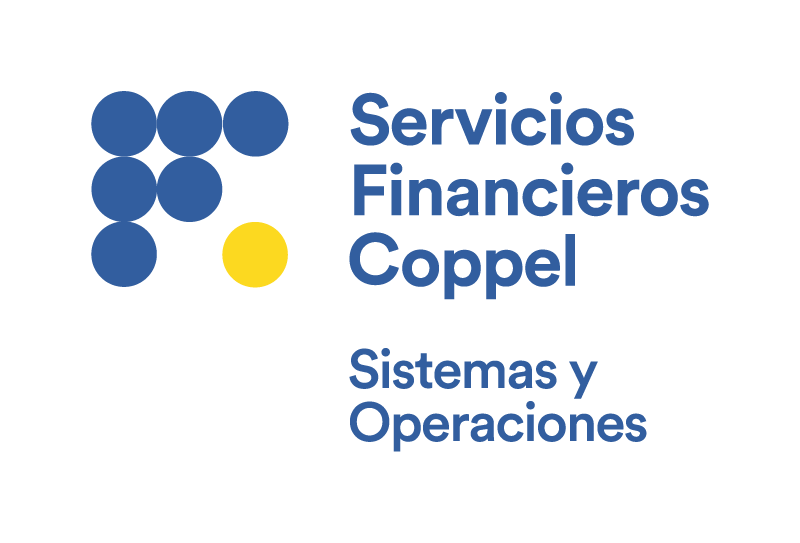 Servicios
Financieros
Coppel
Sistemas y
Operaciones